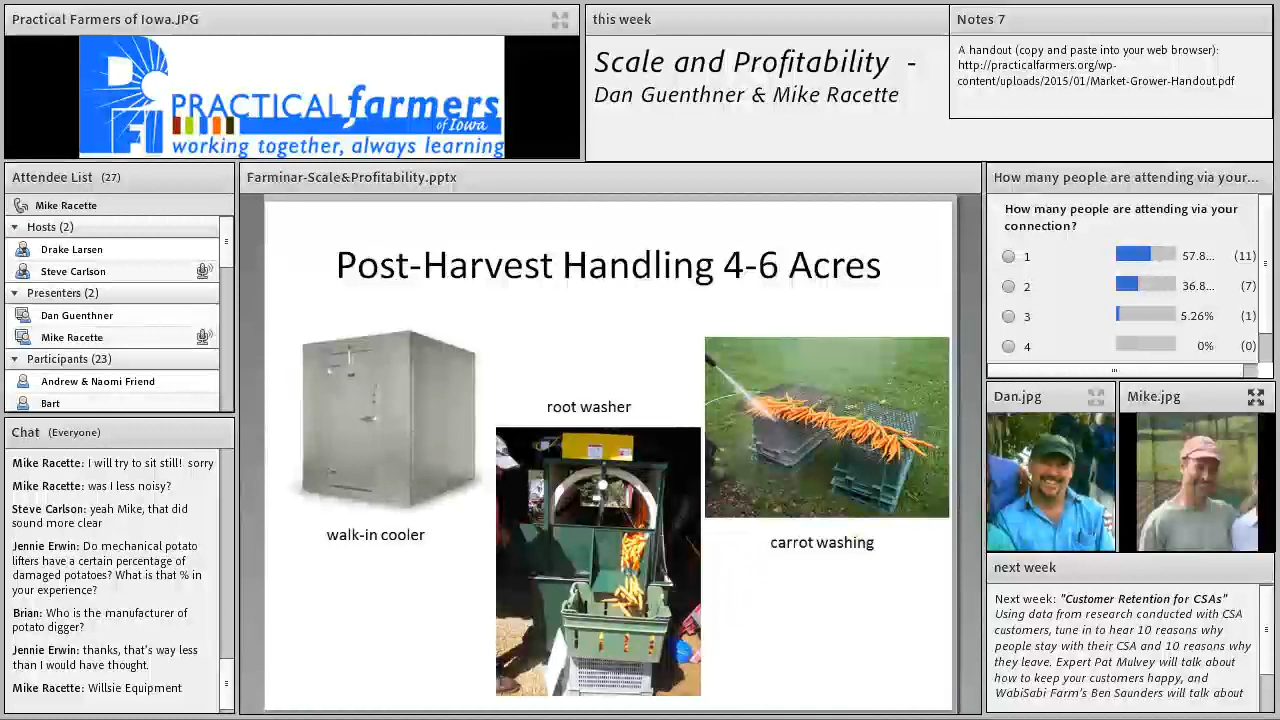 Practical Farmers of Iowa.JPG
PRACTICAL farmers
of Iowa
PFI
working together, always learning
this week
Scale and Profitability -
Dan Guenthner & Mike Racette
Notes 7
A handout (copy and paste into your web browser):
http://practicalfarmers.org/wp-
content/uploads/2015/01/Market-Grower-Handout.pdf
Attendee List (27)
Mike Racette
Hosts (2)
Drake Larsen
Steve Carlson
Presenters (2)
Dan Guenthner
Mike Racette
Participants (23)
Andrew & Naomi Friend
Bart
Chat (Everyone)
Mike Racette: I will try to sit still! sorry
Mike Racette: was I less noisy?
Steve Carlson: yeah Mike, that did
sound more clear
Jennie Erwin: Do mechanical potato
lifters have a certain percentage of
damaged potatoes? What is that % in
your experience?
Brian: Who is the manufacturer of
potato digger?
Jennie Erwin: thanks, that's way less
than I would have thought.
Mike Racette: Willsie Equipment
Farminar-Scale&Profitability.pptx
Post-Harvest Handling 4-6 Acres
walk-in cooler
root washer
carrot washing
How many people are attending via your...
How many people are attending via your
connection?
1 57.8... (11)
2 36.8... (7)
3 5.26% (1)
4 0% (0)
Dan.jpg
Mike.jpg
next week
Next week: "Customer Retention for CSAs"
Using data from research conducted with CSA
customers, tune in to hear 10 reasons why
people stay with their CSA and 10 reasons why
they pass. Expert Pat Mulvey will talk about
how to keep your customers happy, and
Wabisabi Farm's Ben Saunders will talk about